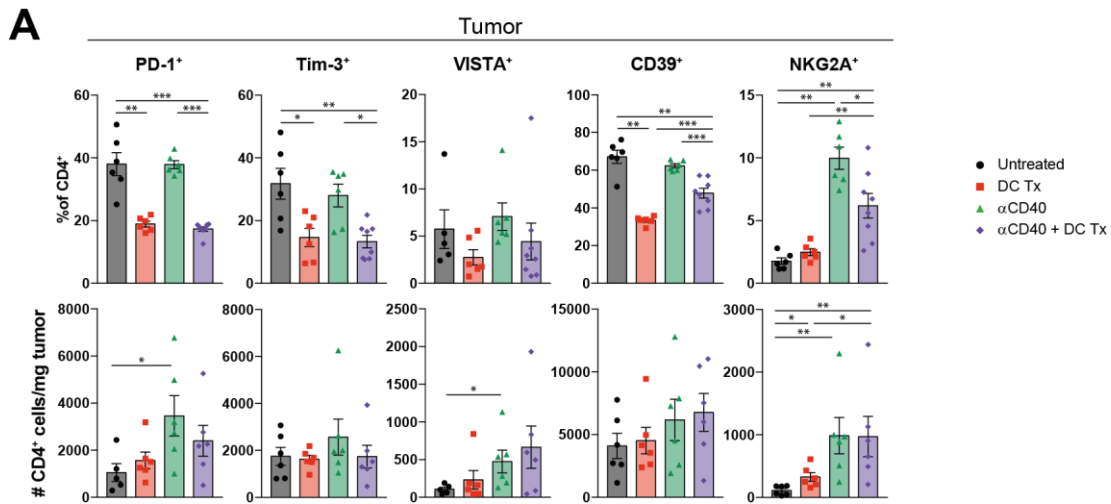 A
Tumor
PD-1⁺ Tim-3⁺ VISTA⁺ CD39⁺ NKG2A⁺
%of CD4⁺
60 40 20 0
*** ** ***
60 40 20 0
** * *
20 15 10 5 0
100 80 60 40 20 0
** ** *** ***
15 10 5 0
** ** * **
Untreated
DC Tx
αCD40
αCD40 + DC Tx
# CD4⁺ cells/mg tumor
8000 6000 4000 2000 0
*
8000 6000 4000 2000 0
2500 2000 1500 1000 500 0
*
15000 10000 5000 0
3000 2000 1000 0
** * * **